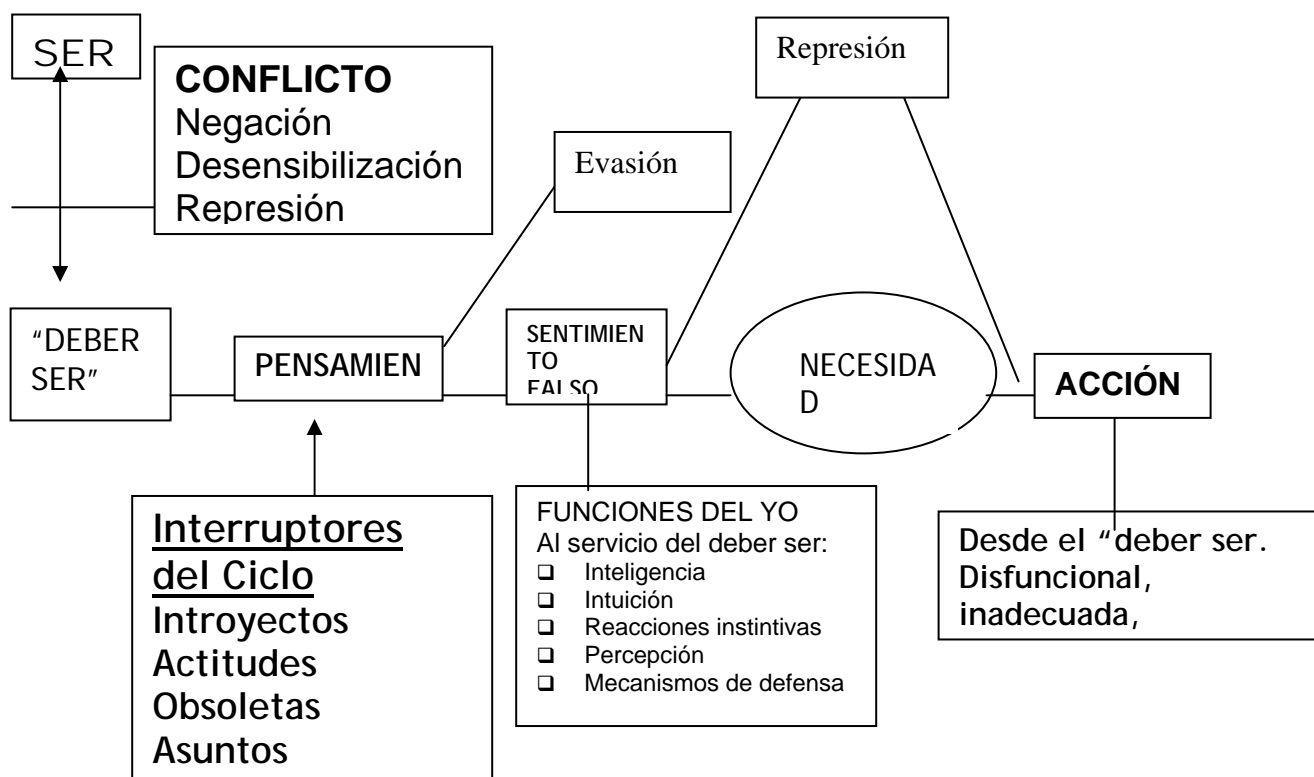 SER
CONFLICTO
Negación
Desensibilización
Represión
Represión
Evasión
“DEBER
SER”
PENSAMIEN
SENTIMIEN
TO
FALSO
NECESIDA
D
ACCIÓN
Interruptores
del Ciclo
Introyectos
Actitudes
Obsoletas
Asuntos
FUNCIONES DEL YO
Al servicio del deber ser:
❑ Inteligencia
❑ Intuición
❑ Reacciones instintivas
❑ Percepción
❑ Mecanismos de defensa
Desde el “deber ser.
Disfuncional,
inadecuada,